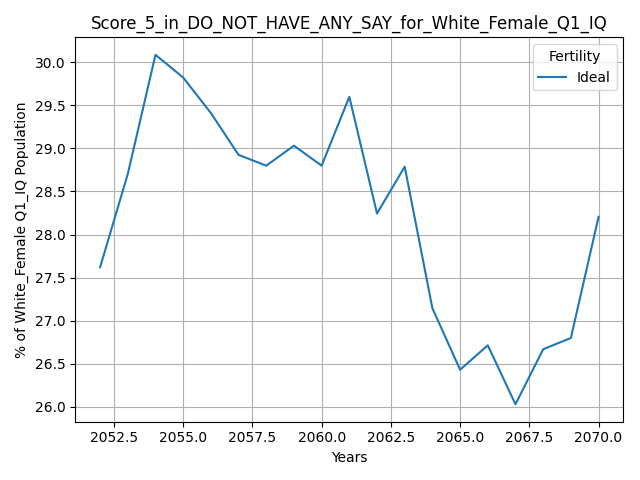 Score_5_in_DO_NOT_HAVE_ANY_SAY_for_White_Female_Q1_IQ
Fertility
Ideal
30.0
29.5
29.0
28.5
28.0
27.5
27.0
26.5
26.0
% of White_Female Q1_IQ Population
2052.5 2055.0 2057.5 2060.0 2062.5 2065.0 2067.5 2070.0
Years